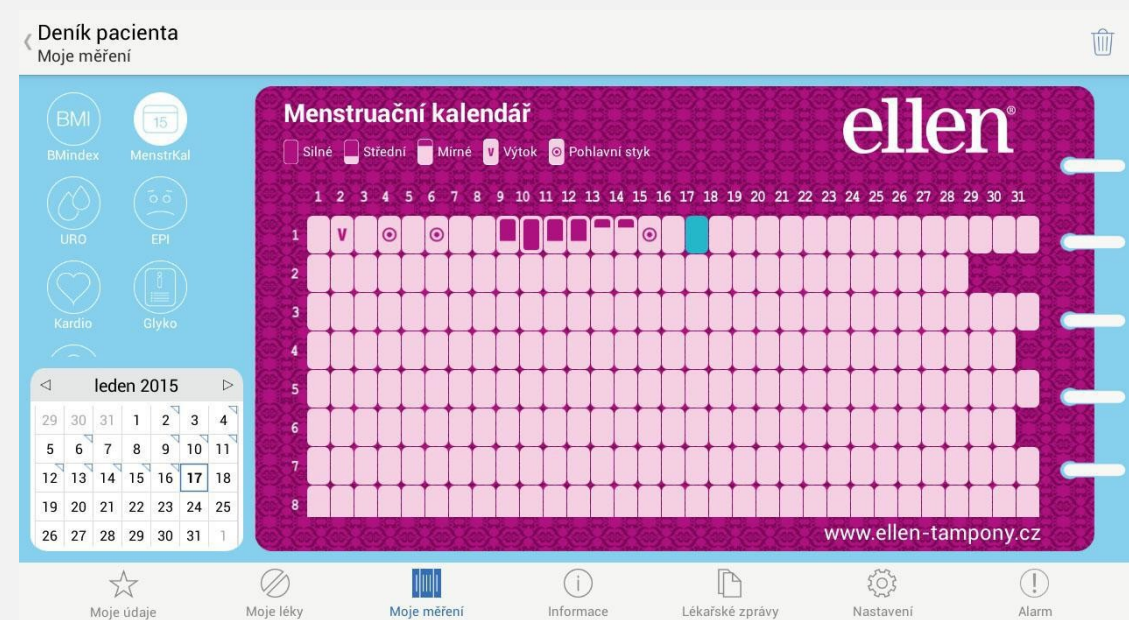 Deník pacienta
Moje měření
BMI
15
BMindex
MenstrKal
URO
EPI
Kardio
Glyko
leden 2015
29 30 31 1 2 3 4
5 6 7 8 9 10 11
12 13 14 15 16 17 18
19 20 21 22 23 24 25
26 27 28 29 30 31 1
Menstruační kalendář
ellen®
Silné Střední Mírné V Výtok Pohlavní styk
1 2 3 4 5 6 7 8 9 10 11 12 13 14 15 16 17 18 19 20 21 22 23 24 25 26 27 28 29 30 31
1 V
2
3
4
5
6
7
8
www.ellen-tampony.cz
Moje údaje
Moje léky
Moje měření
Informace
Lékařské zprávy
Nastavení
Alarm